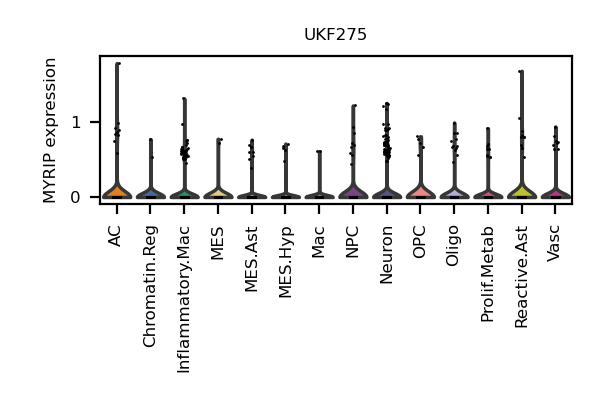 UKF275
MYRIP expression
1
0
AC
Chromatin.Reg
Inflammatory.Mac
MES
MES.Ast
MES.Hyp
Mac
NPC
Neuron
OPC
Oligo
Prolif.Metab
Reactive.Ast
Vasc